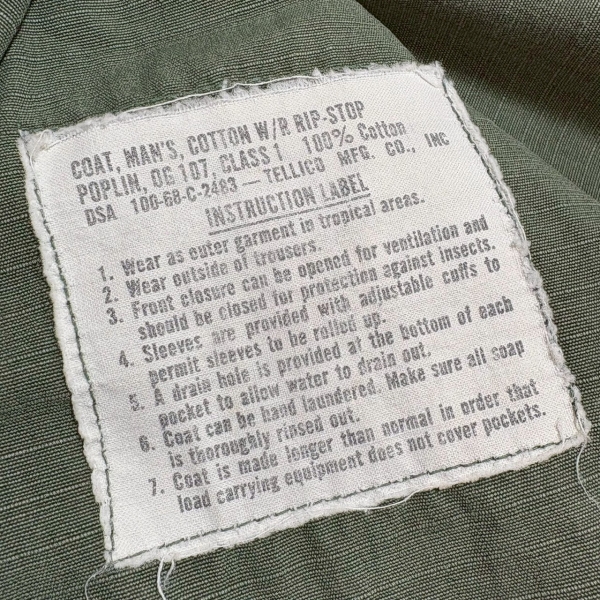 COAT, MAN'S, COTTON W/R RIP-STOP
POPLIN, OG 107, CLASS 1 100% Cotton
DSA 100-68-C-2483 — TELLICO MFG. CO., INC
INSTRUCTION LABEL
1. Wear as outer garment in tropical areas.
2. Wear outside of trousers.
3. Front closure can be opened for ventilation and
should be closed for protection against insects.
4. Sleeves are provided with adjustable cuffs to
permit sleeves to be rolled up.
5. A drain hole is provided at the bottom of each
pocket to allow water to drain out.
6. Coat can be hand laundered. Make sure all soap
is thoroughly rinsed out.
7. Coat is made longer than normal in order that
load carrying equipment does not cover pockets.